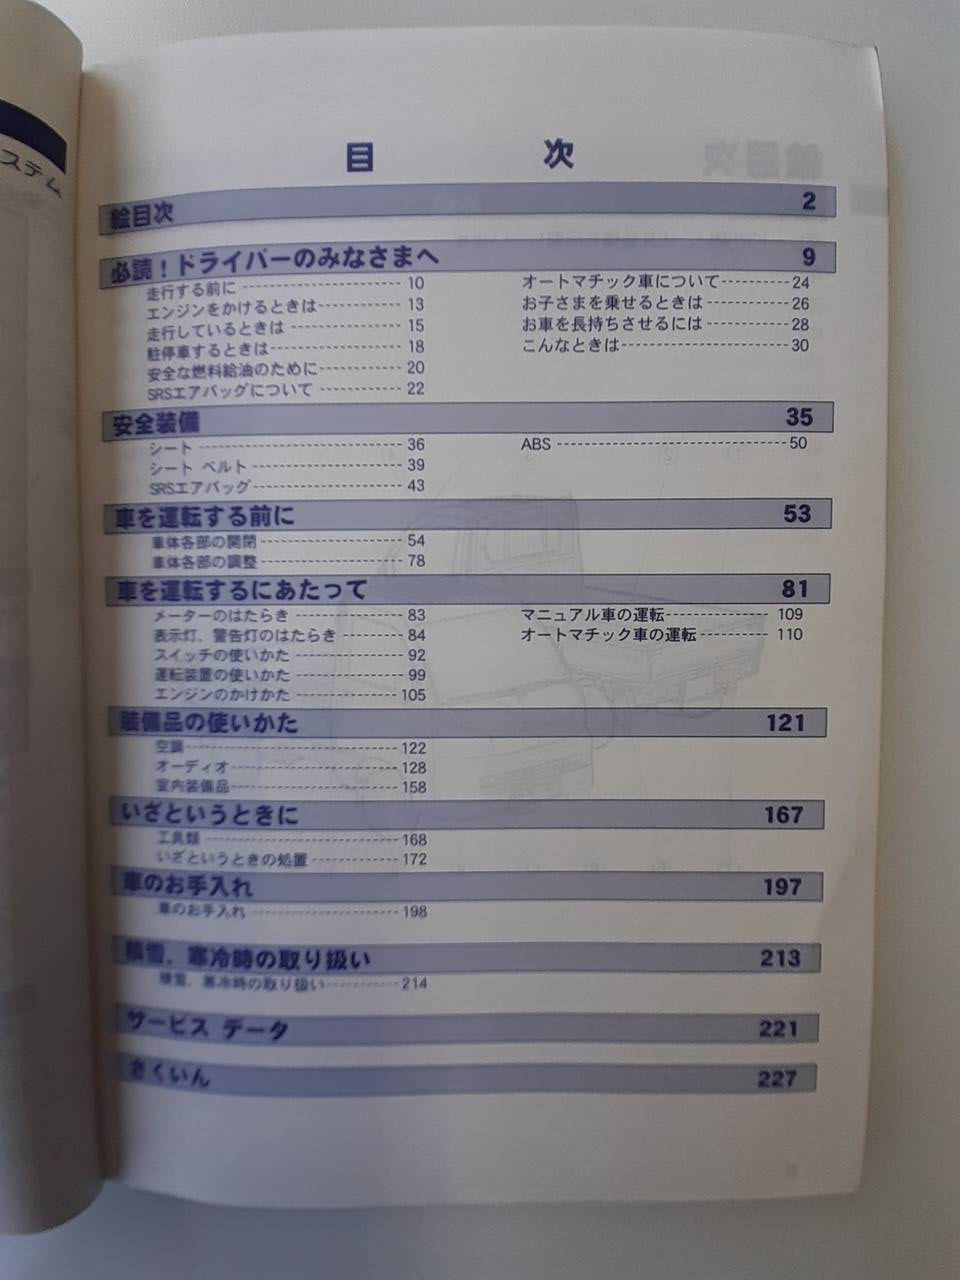 ステム
目 次
絵目次 2
必読！ドライバーのみなさまへ 9
走行する前に 10
エンジンをかけるときは 13
走行しているときは 15
駐停車するときは 18
安全な燃料給油のために 20
SRSエアバッグについて 22
オートマチック車について 24
お子さまを乗せるときは 26
お車を長持ちさせるには 28
こんなときは 30
安全装備 35
シート 36
シート ベルト 39
SRSエアバッグ 43
ABS 50
車を運転する前に 53
車体各部の開閉 54
車体各部の調整 78
車を運転するにあたって 81
メーターのはたらき 83
表示灯、警告灯のはたらき 84
スイッチの使いかた 92
運転装置の使いかた 99
エンジンのかけかた 105
マニュアル車の運転 109
オートマチック車の運転 110
装備品の使いかた 121
空調 122
オーディオ 128
室内装備品 158
いざというときに 167
工具類 168
いざというときの処置 172
車のお手入れ 197
車のお手入れ 198
積雪、寒冷時の取り扱い 213
積雪、寒冷時の取り扱い 214
サービス データ 221
さくいん 227